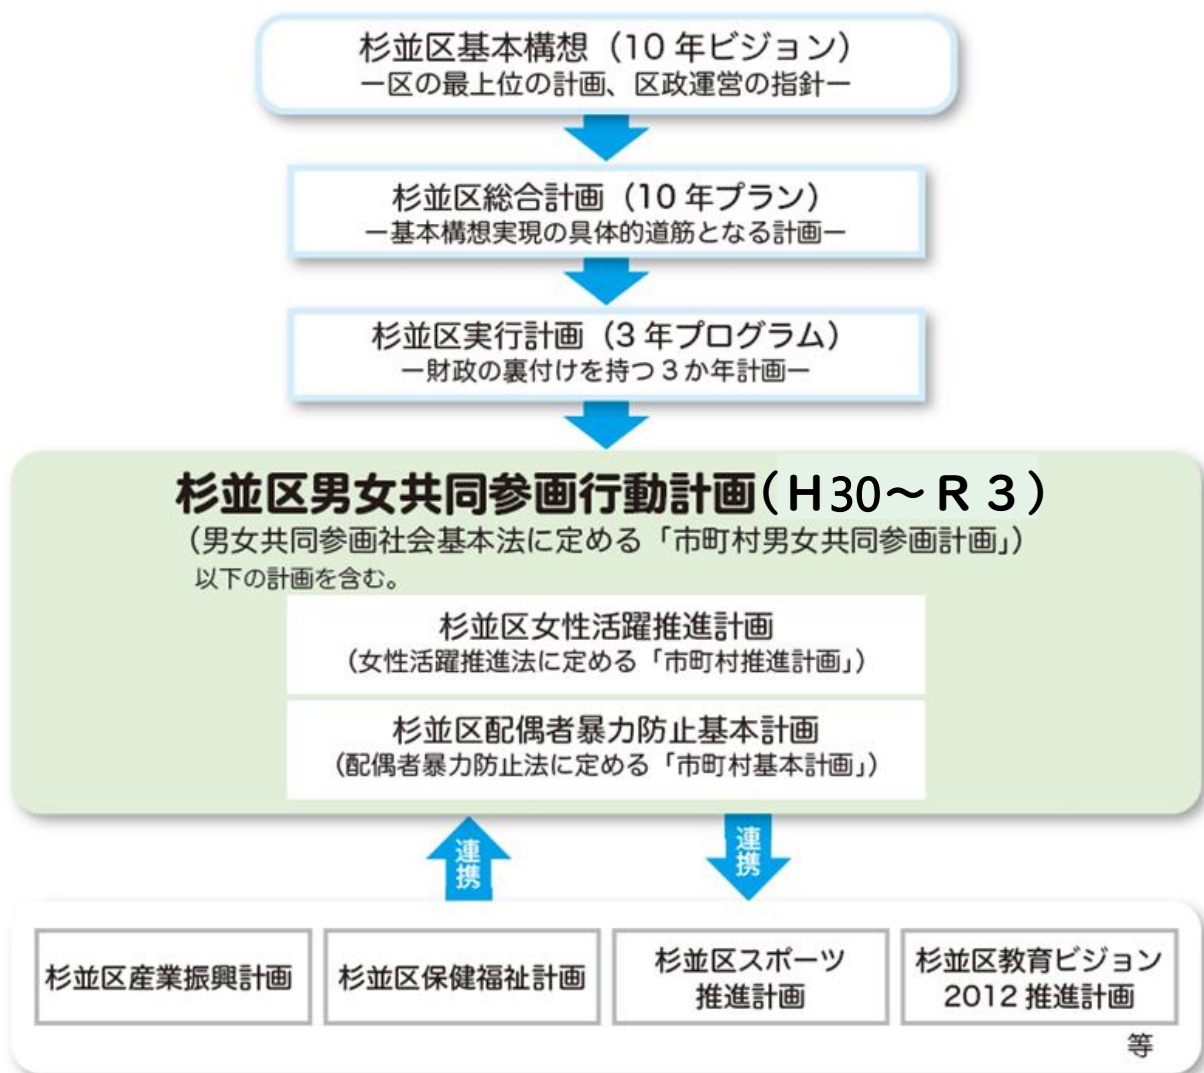 杉並区基本構想（10 年ビジョン）
ー区の最上位の計画、区政運営の指針ー
杉並区総合計画（10 年プラン）
ー基本構想実現の具体的道筋となる計画ー
杉並区実行計画（3 年プログラム）
ー財政の裏付けを持つ 3 か年計画ー
杉並区男女共同参画行動計画（Ｈ30～Ｒ３）
（男女共同参画社会基本法に定める「市町村男女共同参画計画」）
以下の計画を含む。
杉並区女性活躍推進計画
（女性活躍推進法に定める「市町村推進計画」）
杉並区配偶者暴力防止基本計画
（配偶者暴力防止法に定める「市町村基本計画」）
連携
連携
杉並区産業振興計画
杉並区保健福祉計画
杉並区スポーツ
推進計画
杉並区教育ビジョン
2012 推進計画
等